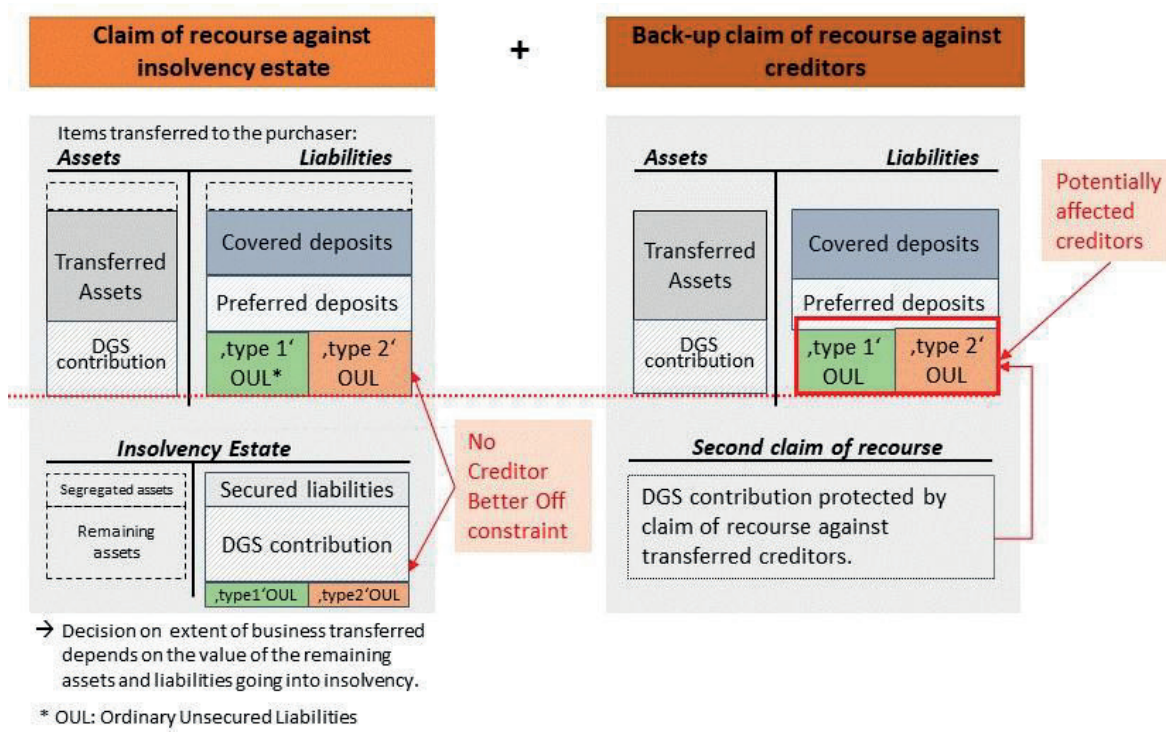 Claim of recourse against
insolvency estate
+
Back-up claim of recourse against
creditors
Items transferred to the purchaser:
Assets
Liabilities
Transferred
Assets
DGS
contribution
Covered deposits
Preferred deposits
‚type 1‘
OUL*
‚type 2‘
OUL
Insolvency Estate
Segregated assets
Remaining
assets
Secured liabilities
DGS contribution
‚type1‘OUL
‚type2‘OUL
No
Creditor
Better Off
constraint
→ Decision on extent of business transferred
depends on the value of the remaining
assets and liabilities going into insolvency.
* OUL: Ordinary Unsecured Liabilities
Assets
Liabilities
Transferred
Assets
DGS
contribution
Covered deposits
Preferred deposits
‚type 1‘
OUL
‚type 2‘
OUL
Potentially
affected
creditors
Second claim of recourse
DGS contribution protected by
claim of recourse against
transferred creditors.